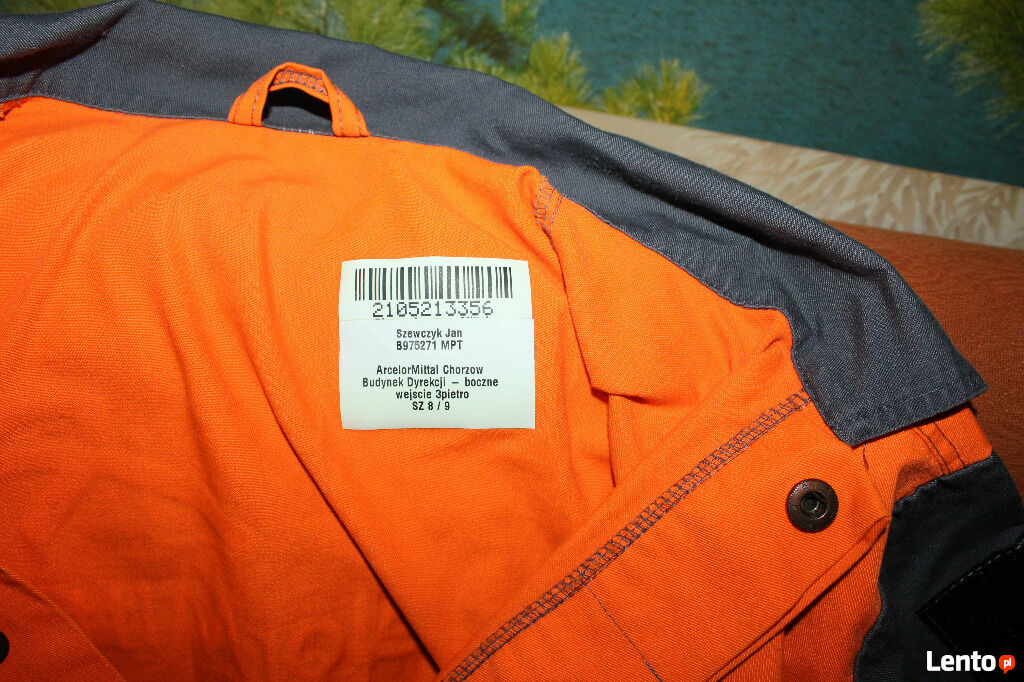 2105213356
Szewczyk Jan
B975271 MPT
ArcelorMittal Chorzow
Budynek Dyrekcji – boczne
wejscie 3pietro
SZ 8 / 9
Lento.pl